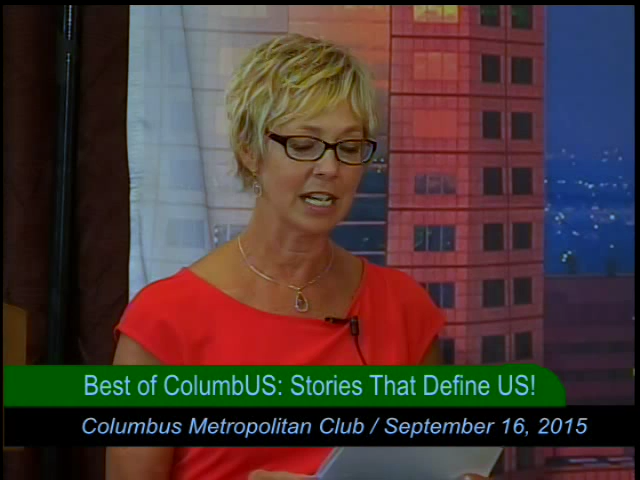 Best of ColumbUS: Stories That Define US!
Columbus Metropolitan Club / September 16, 2015